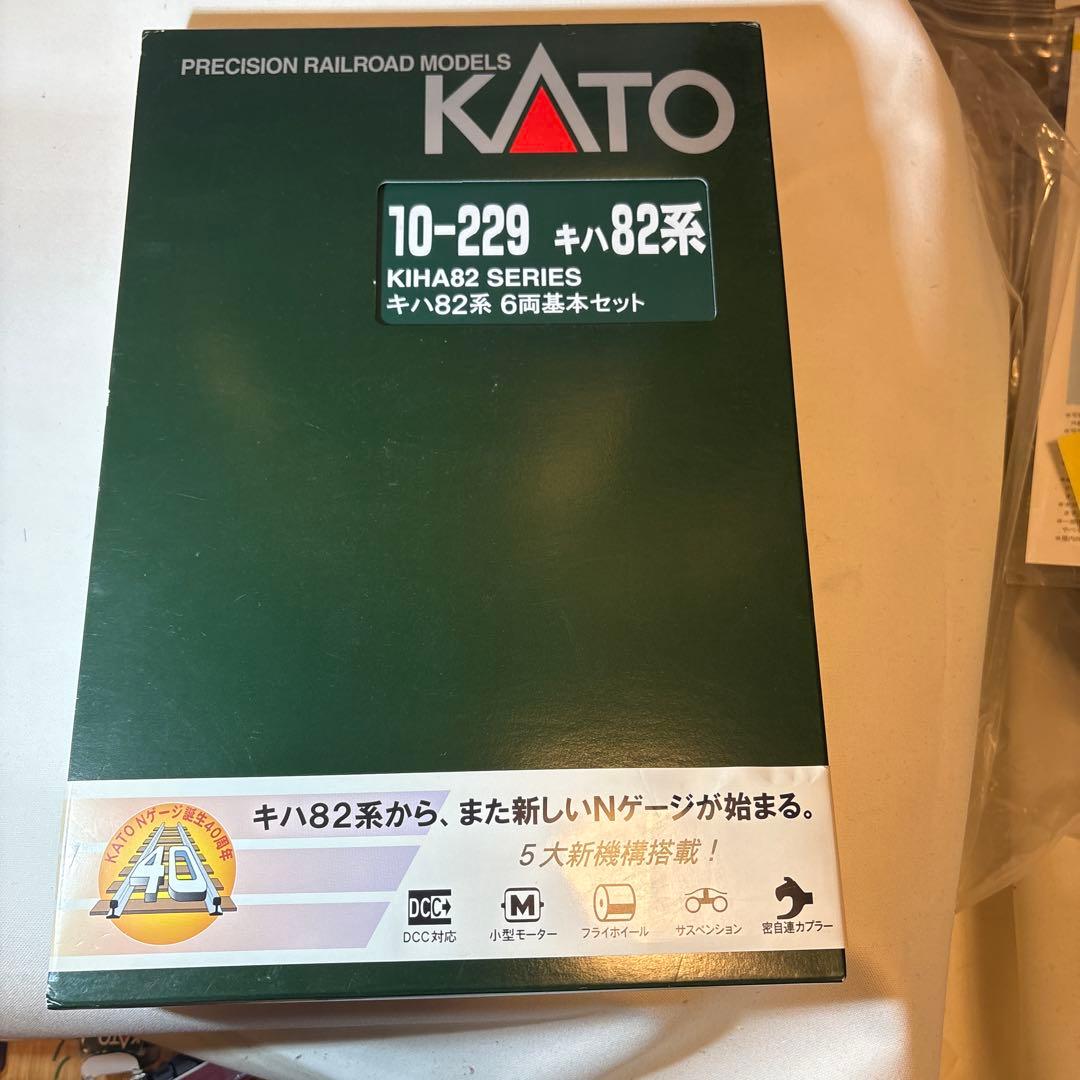 PRECISION RAILROAD MODELS
KATO
10-229 キハ82系
KIHA82 SERIES
キハ82系 6両基本セット
キハ82系から、また新しいNゲージが始まる。
5大新機構搭載!
KATO Nゲージ誕生40周年
40
DCC
M
DCC対応
小型モーター
フライホイール
サスペンション
密自連カプラー